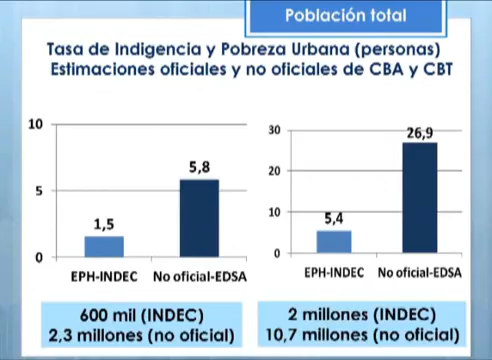 Población total
Tasa de Indigencia y Pobreza Urbana (personas)
Estimaciones oficiales y no oficiales de CBA y CBT
10
5
0
1,5
5,8
EPH-INDEC No oficial-EDSA
30
20
10
0
5,4
26,9
EPH-INDEC No oficial-EDSA
600 mil (INDEC)
2,3 millones (no oficial)
2 millones (INDEC)
10,7 millones (no oficial)